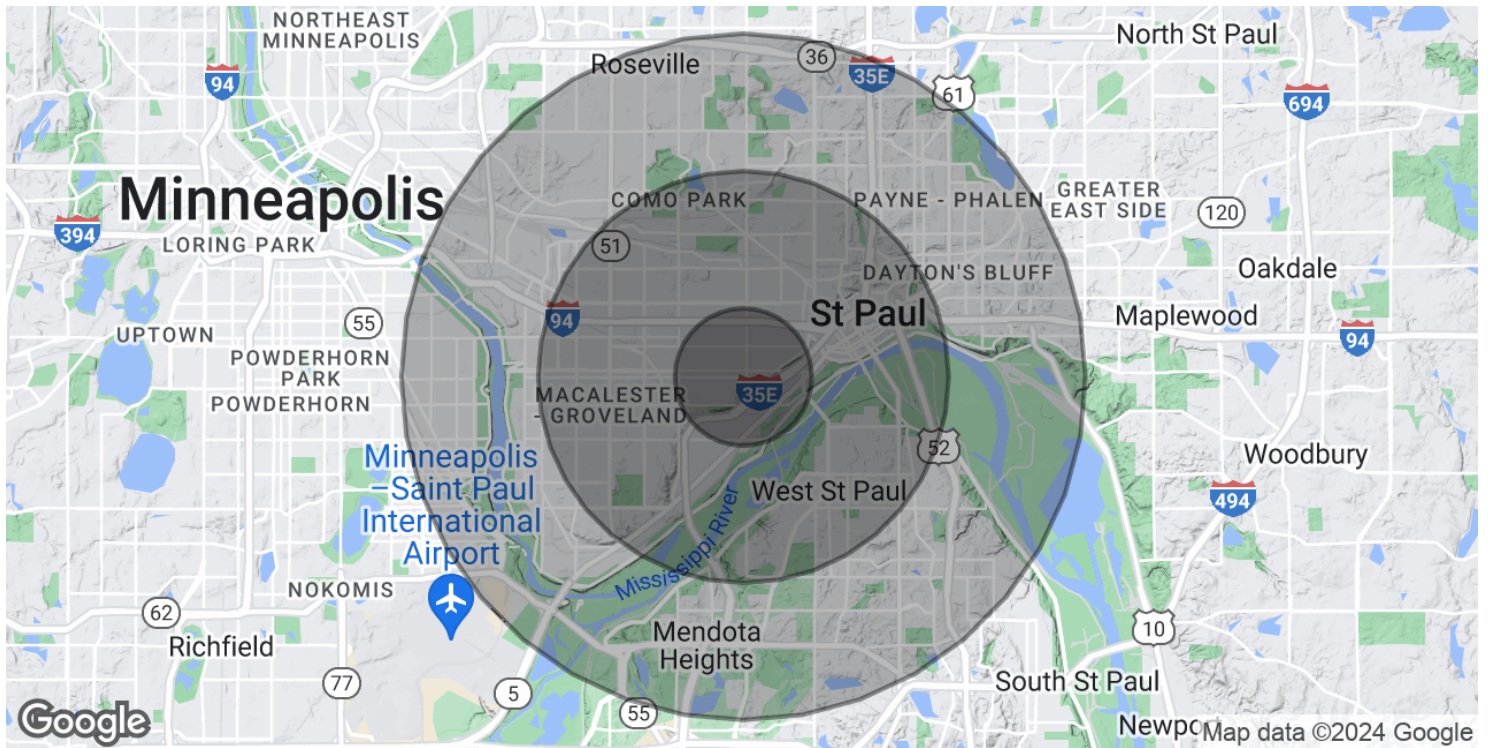 NORTHEAST
MINNEAPOLIS
94
Roseville
36
35E
61
North St Paul
694
Minneapolis
394
LORING PARK
COMO PARK
PAYNE - PHALEN
GREATER
EAST SIDE
120
51
DAYTON'S BLUFF
Oakdale
55
94
St Paul
Maplewood
94
UPTOWN
POWDERHORN
PARK
POWDERHORN
MACALESTER
- GROVELAND
35E
52
Woodbury
494
Minneapolis
–Saint Paul
International
Airport
West St Paul
Mississippi River
NOKOMIS
62
Richfield
Mendota
Heights
10
77
5
55
South St Paul
Google
Map data ©2024 Google